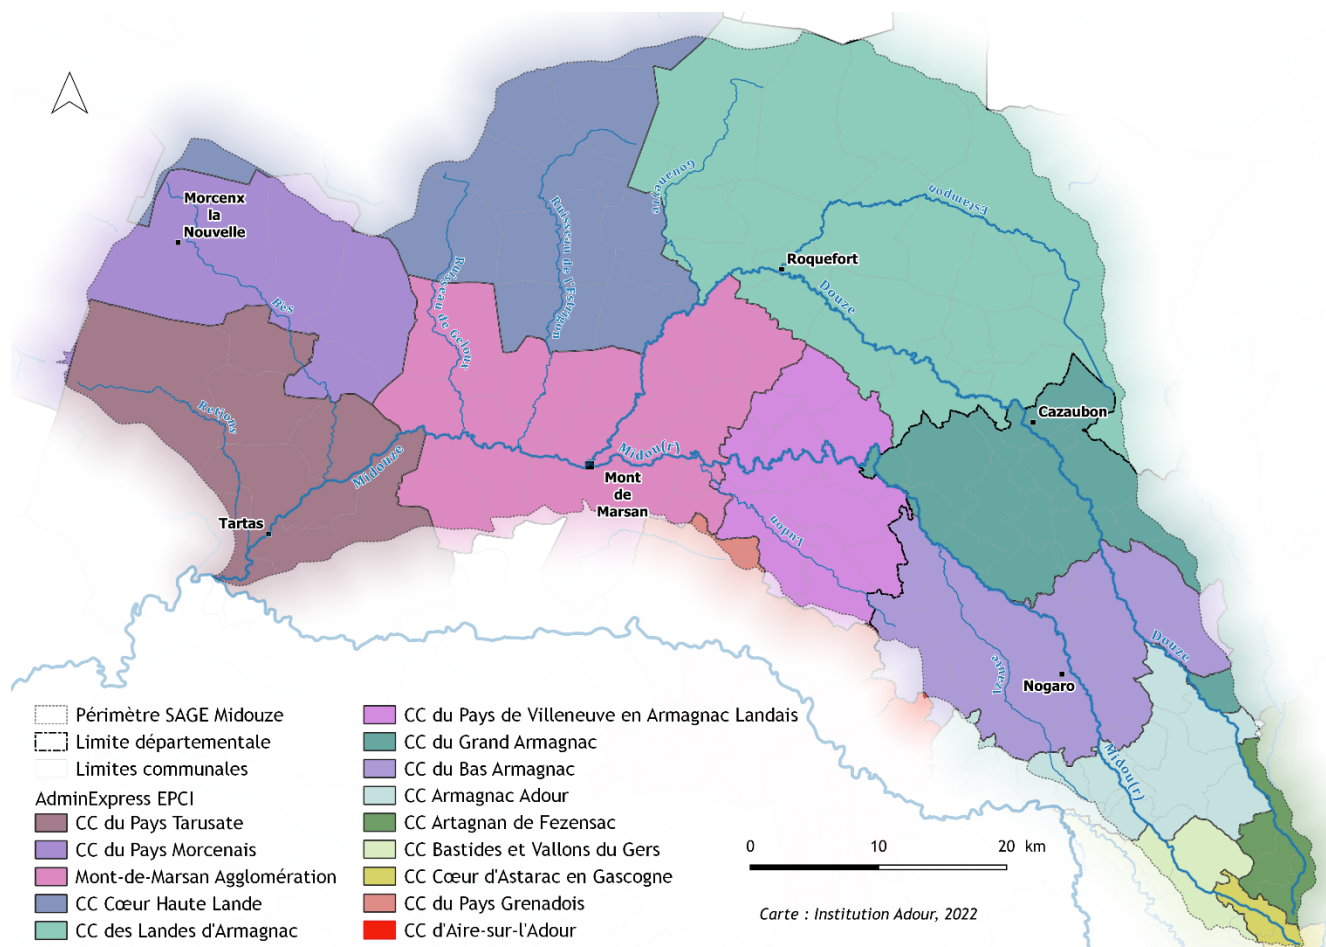 Morcenx
la
Nouvelle
Gouaneyre
Estampon
Ruisseau de l'Estrigon
Roquefort
Ruisseau de Geloux
Douze
Bès
Retjons
Cazaubon
Midouze
Midou(r)
Mont
de
Marsan
Tartas
Ludon
Douze
Izaute
Nogaro
Midou(r)
Périmètre SAGE Midouze
Limite départementale
Limites communales
AdminExpress EPCI
CC du Pays Tarusate
CC du Pays Morcenais
Mont-de-Marsan Agglomération
CC Cœur Haute Lande
CC des Landes d'Armagnac
CC du Pays de Villeneuve en Armagnac Landais
CC du Grand Armagnac
CC du Bas Armagnac
CC Armagnac Adour
CC Artagnan de Fezensac
CC Bastides et Vallons du Gers
CC Cœur d'Astarac en Gascogne
CC du Pays Grenadois
CC d'Aire-sur-l'Adour
0 10 20 km
Carte : Institution Adour, 2022